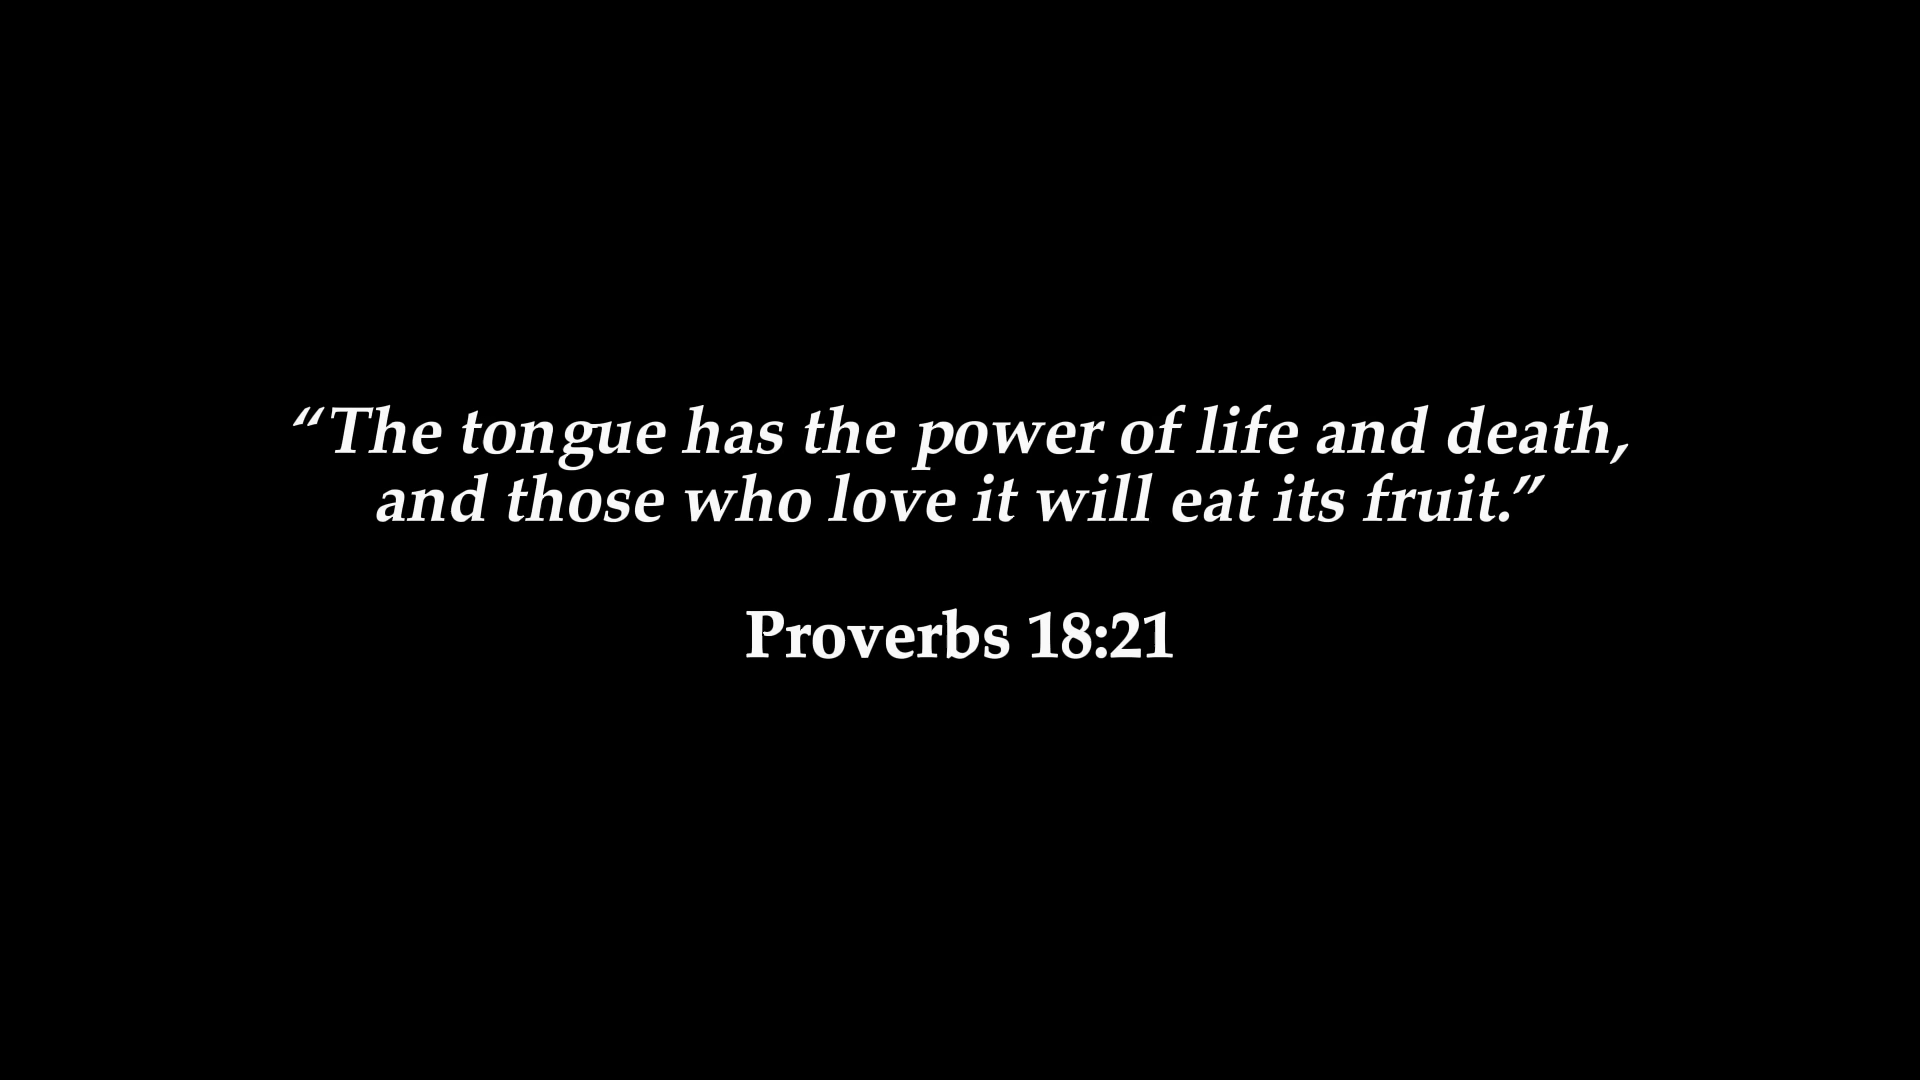 “The tongue has the power of life and death,
and those who love it will eat its fruit.”
Proverbs 18:21